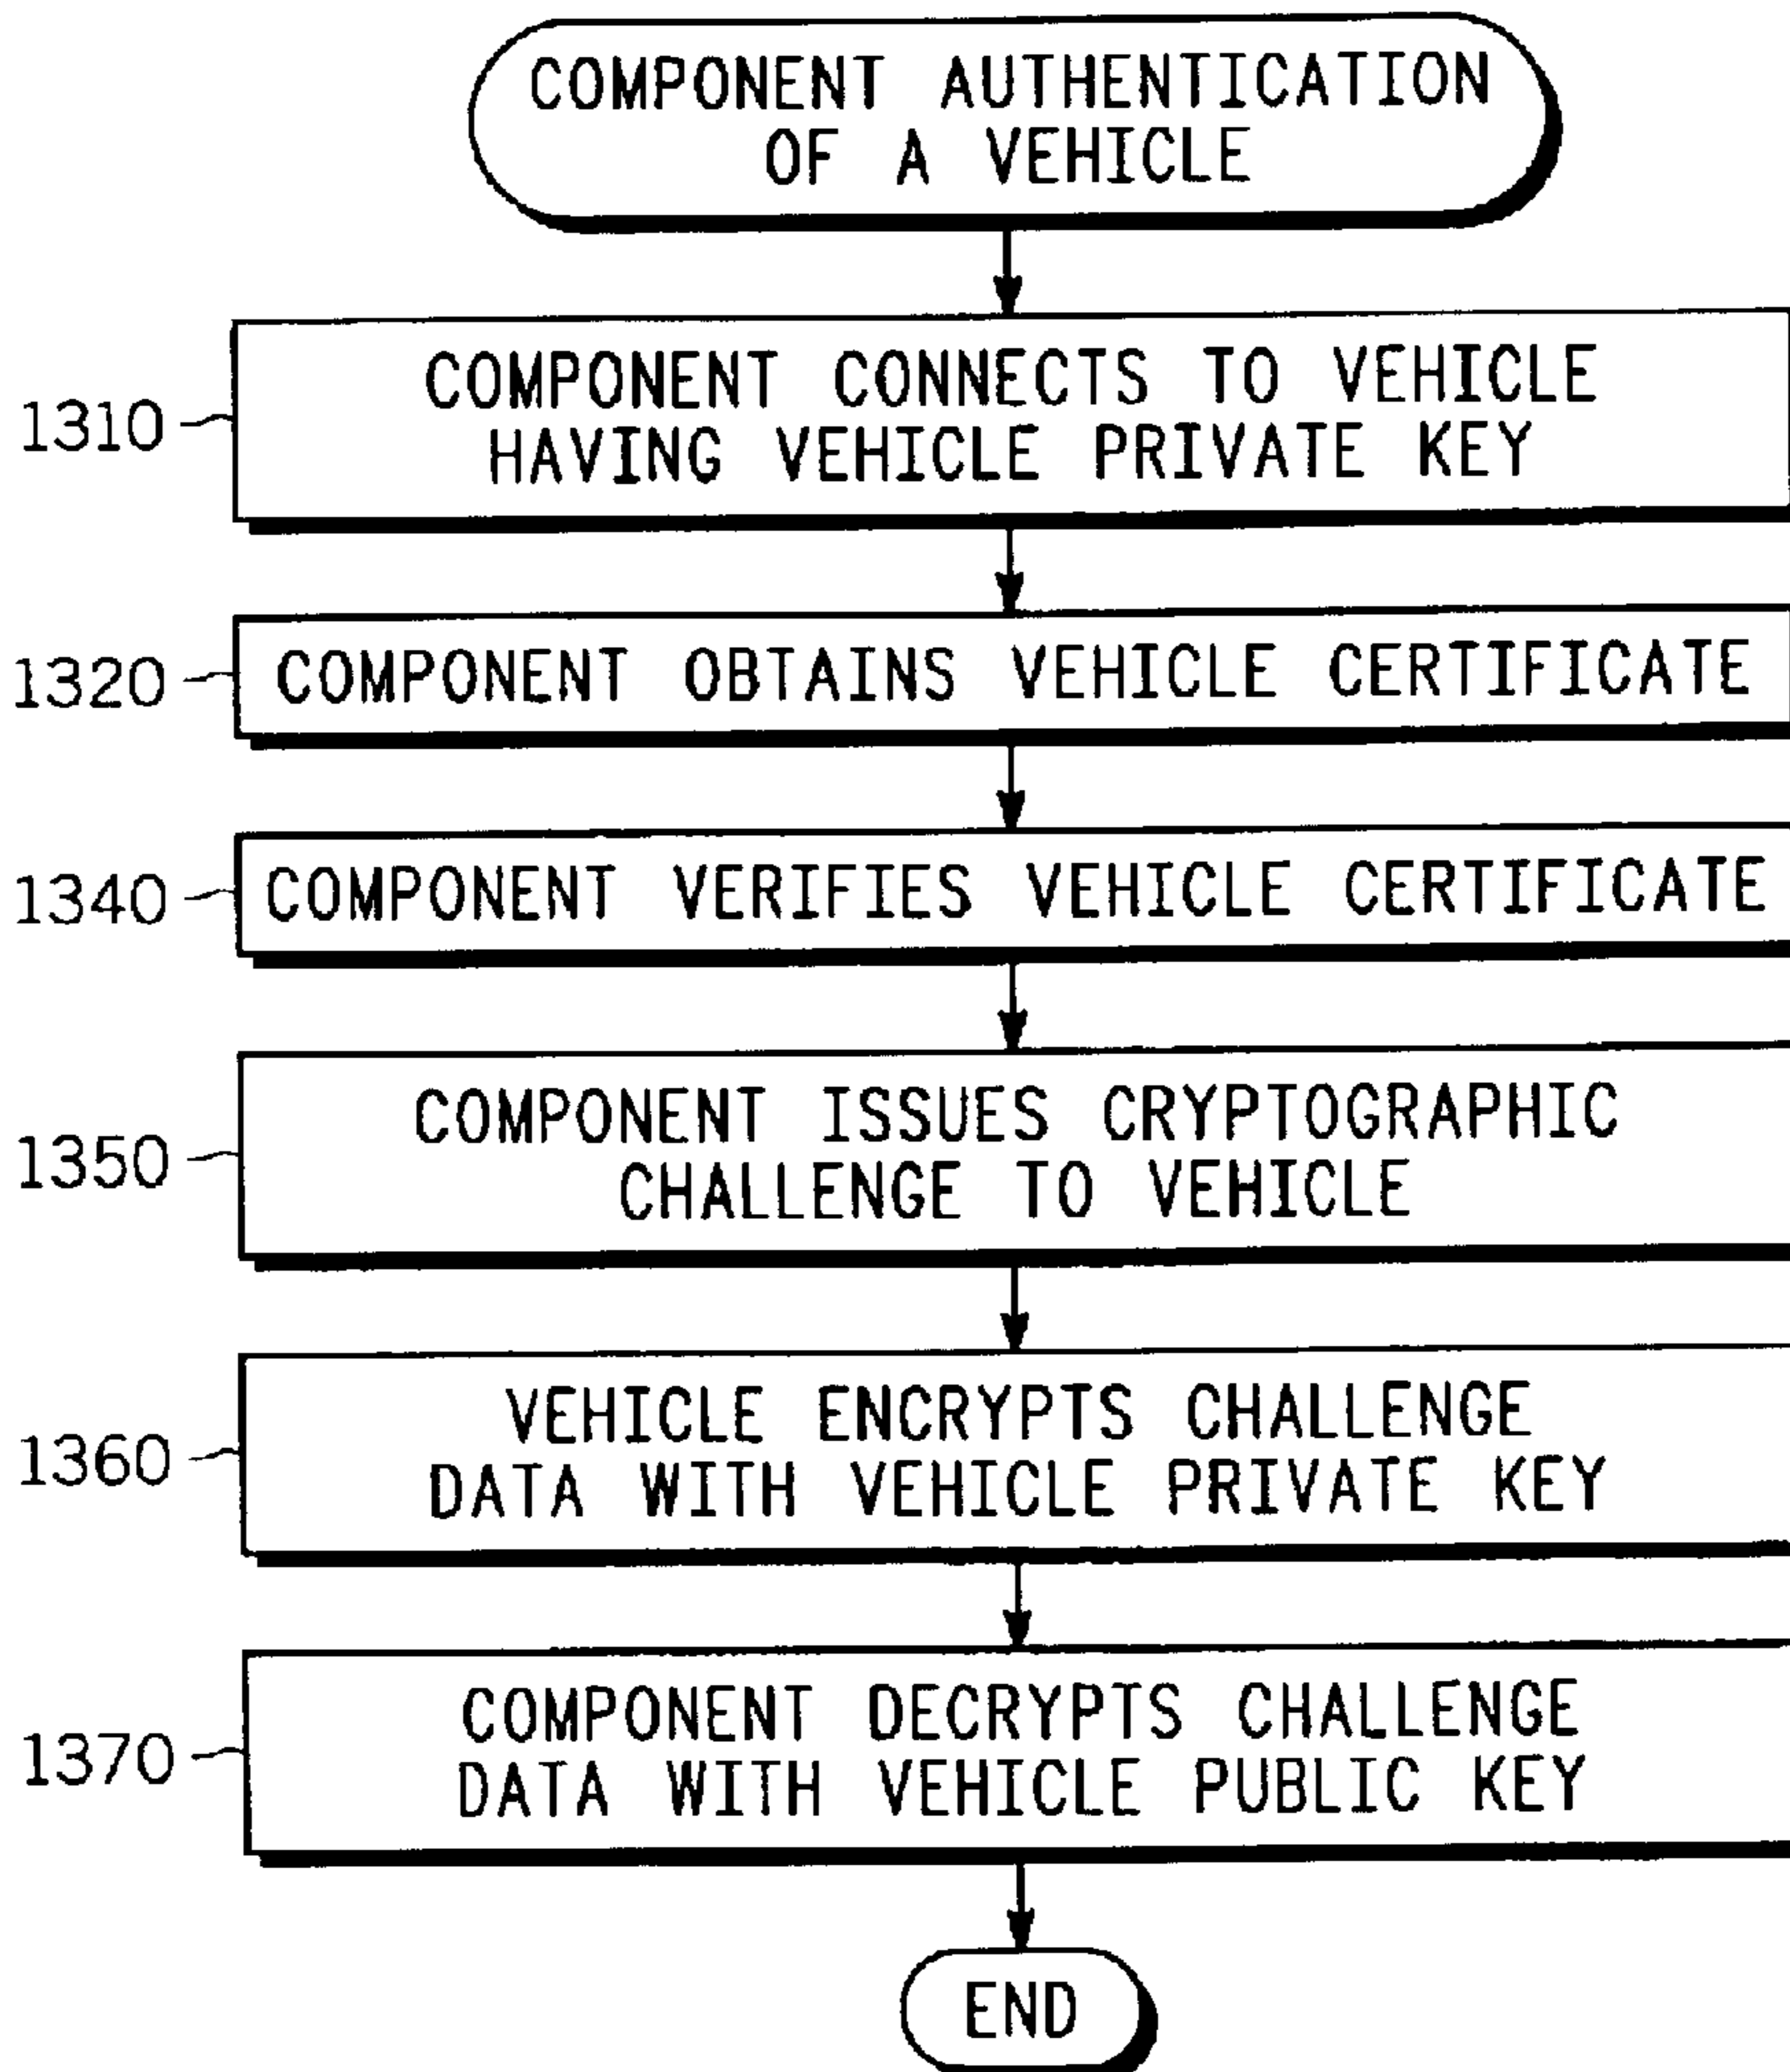 COMPONENT AUTHENTICATION
OF A VEHICLE
1310
COMPONENT CONNECTS TO VEHICLE
HAVING VEHICLE PRIVATE KEY
1320
COMPONENT OBTAINS VEHICLE CERTIFICATE
1340
COMPONENT VERIFIES VEHICLE CERTIFICATE
1350
COMPONENT ISSUES CRYPTOGRAPHIC
CHALLENGE TO VEHICLE
1360
VEHICLE ENCRYPTS CHALLENGE
DATA WITH VEHICLE PRIVATE KEY
1370
COMPONENT DECRYPTS CHALLENGE
DATA WITH VEHICLE PUBLIC KEY
END